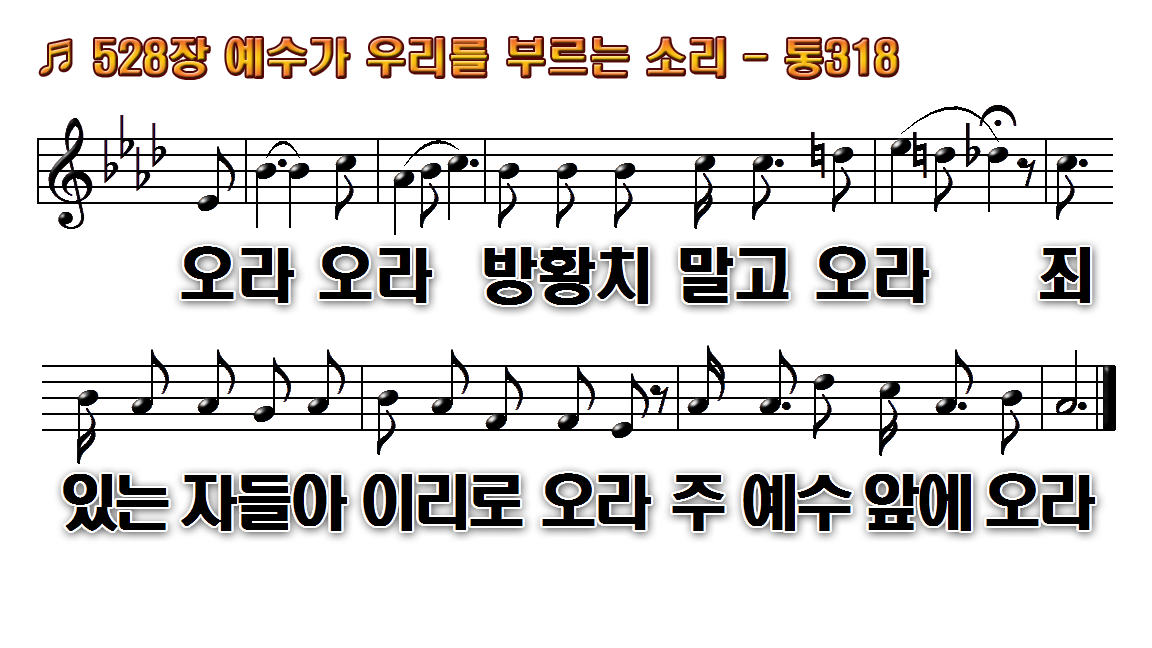 528장 예수가 우리를 부르는 소리 - 통318
오라 오라 방황치 말고 오라 죄
있는 자들아 이리로 오라 주 예수 앞에 오라